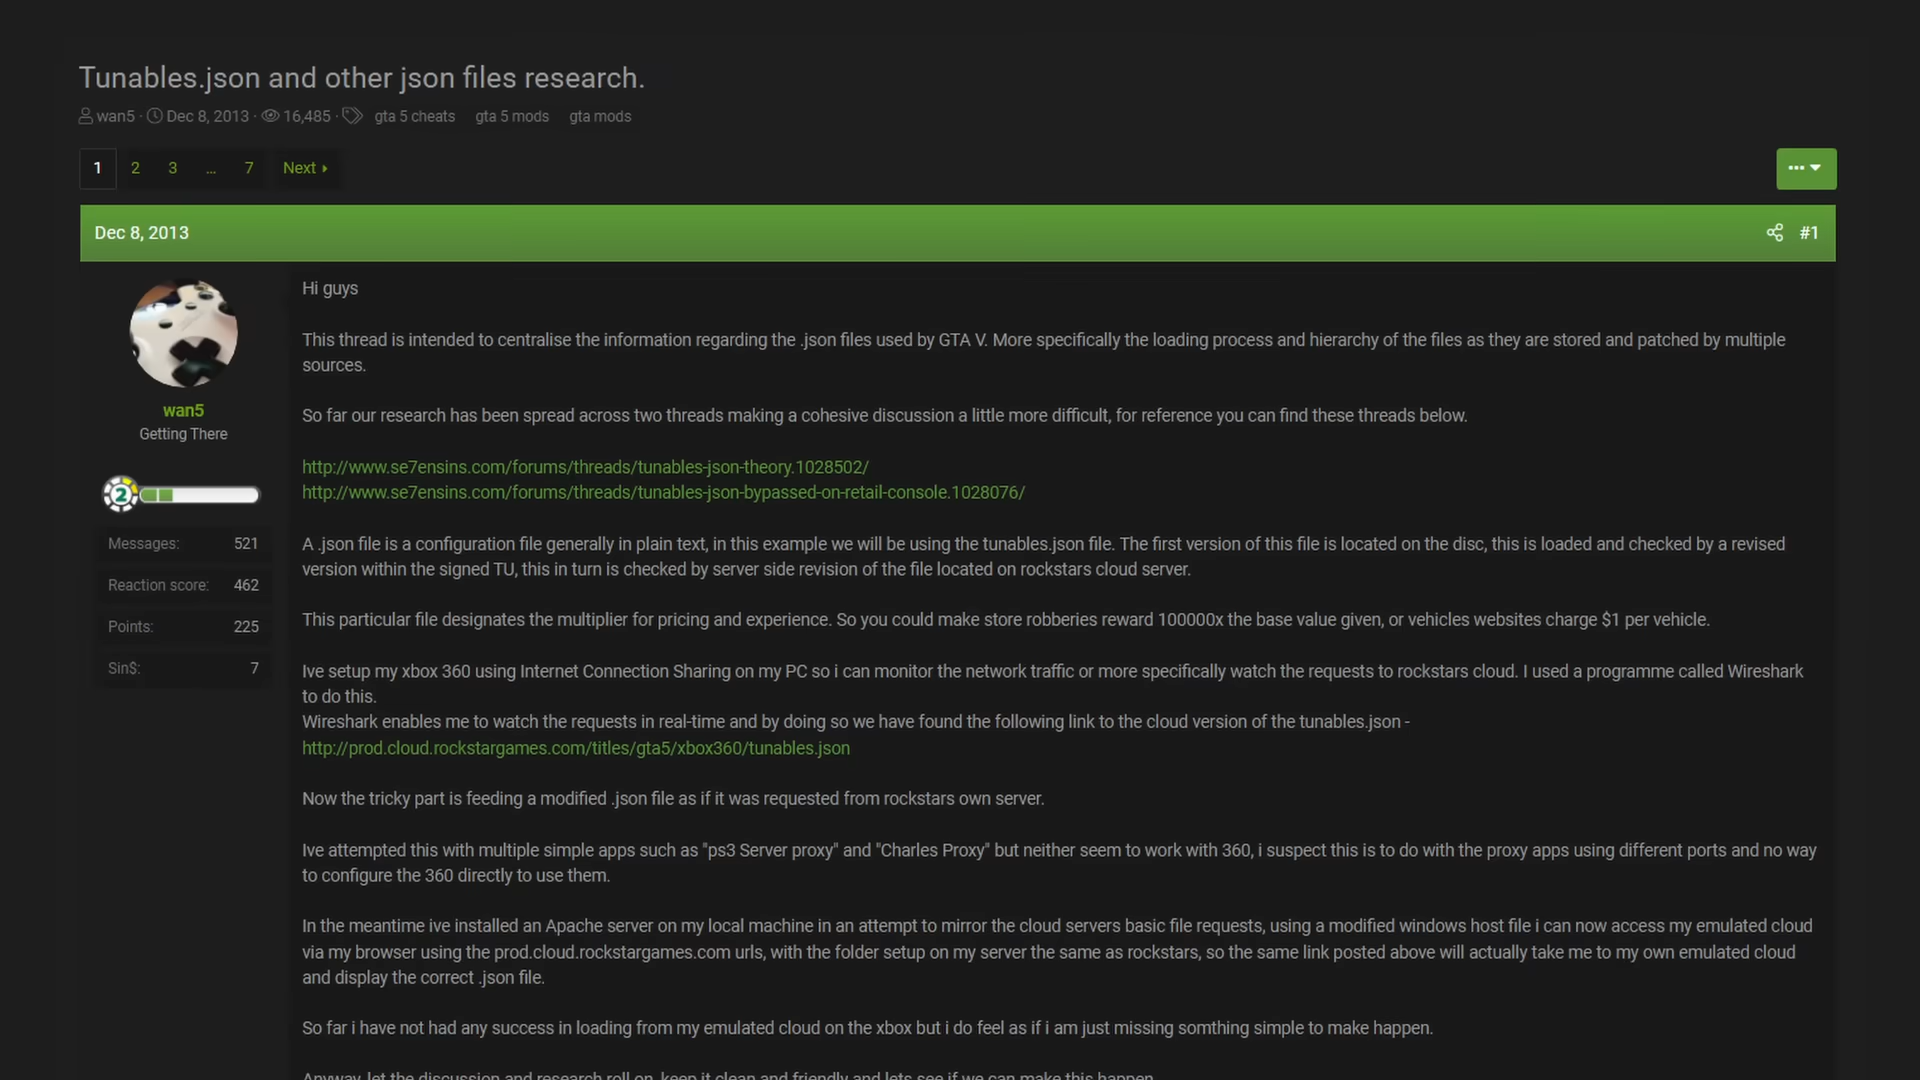 Tunables.json and other json files research.
wan5 · Dec 8, 2013 · 16,485 · gta 5 cheats gta 5 mods gta mods
1 2 3 ... 7 Next
Dec 8, 2013 #1
wan5
Getting There
2
Messages: 521
Reaction score: 462
Points: 225
Sin$: 7
Hi guys
This thread is intended to centralise the information regarding the .json files used by GTA V. More specifically the loading process and hierarchy of the files as they are stored and patched by multiple
sources.
So far our research has been spread across two threads making a cohesive discussion a little more difficult, for reference you can find these threads below.
http://www.se7ensins.com/forums/threads/tunables-json-theory.1028502/
http://www.se7ensins.com/forums/threads/tunables-json-bypassed-on-retail-console.1028076/
A .json file is a configuration file generally in plain text, in this example we will be using the tunables.json file. The first version of this file is located on the disc, this is loaded and checked by a revised
version within the signed TU, this in turn is checked by server side revision of the file located on rockstars cloud server.
This particular file designates the multiplier for pricing and experience. So you could make store robberies reward 100000x the base value given, or vehicles websites charge $1 per vehicle.
Ive setup my xbox 360 using Internet Connection Sharing on my PC so i can monitor the network traffic or more specifically watch the requests to rockstars cloud. I used a programme called Wireshark
to do this.
Wireshark enables me to watch the requests in real-time and by doing so we have found the following link to the cloud version of the tunables.json -
http://prod.cloud.rockstargames.com/titles/gta5/xbox360/tunables.json
Now the tricky part is feeding a modified .json file as if it was requested from rockstars own server.
Ive attempted this with multiple simple apps such as "ps3 Server proxy" and "Charles Proxy" but neither seem to work with 360, i suspect this is to do with the proxy apps using different ports and no way
to configure the 360 directly to use them.
In the meantime ive installed an Apache server on my local machine in an attempt to mirror the cloud servers basic file requests, using a modified windows host file i can now access my emulated cloud
via my browser using the prod.cloud.rockstargames.com urls, with the folder setup on my server the same as rockstars, so the same link posted above will actually take me to my own emulated cloud
and display the correct .json file.
So far i have not had any success in loading from my emulated cloud on the xbox but i do feel as if i am just missing somthing simple to make happen.
Anyway, let the discussion and research roll on, keep it clean and friendly and lets see if we can make this happen